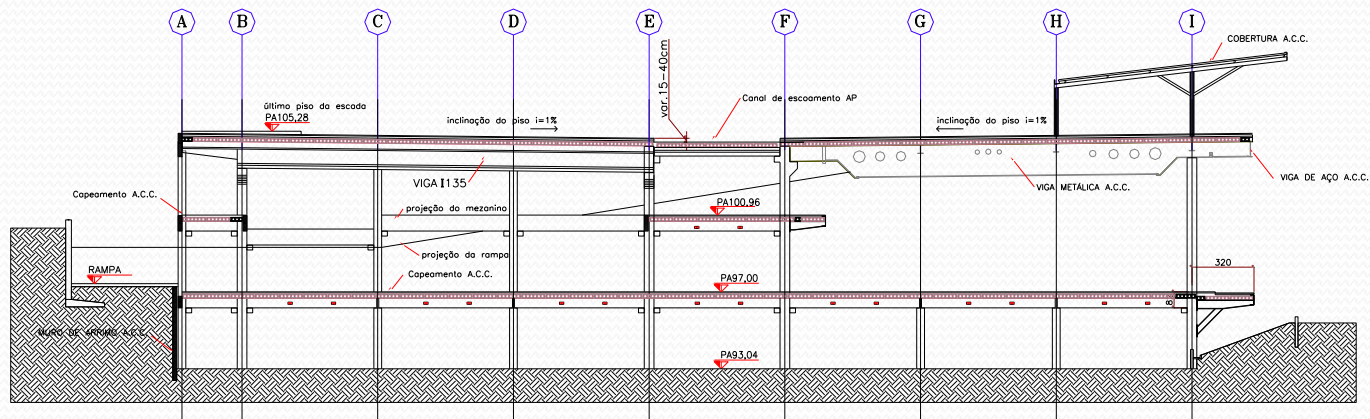 A B C D E F G H I
COBERTURA A.C.C.
var.15-40cm
Canal de escoamento AP
último piso da escada
PA105,28
inclinação do piso i=1%
inclinação do piso i=1%
VIGA I135
VIGA METÁLICA A.C.C.
VIGA DE AÇO A.C.C.
Capeamento A.C.C.
projeção do mezanino
PA100,96
projeção da rampa
RAMPA
Capeamento A.C.C.
PA97,00
320
8
MURO DE ARRIMO A.C.C.
PA93,04